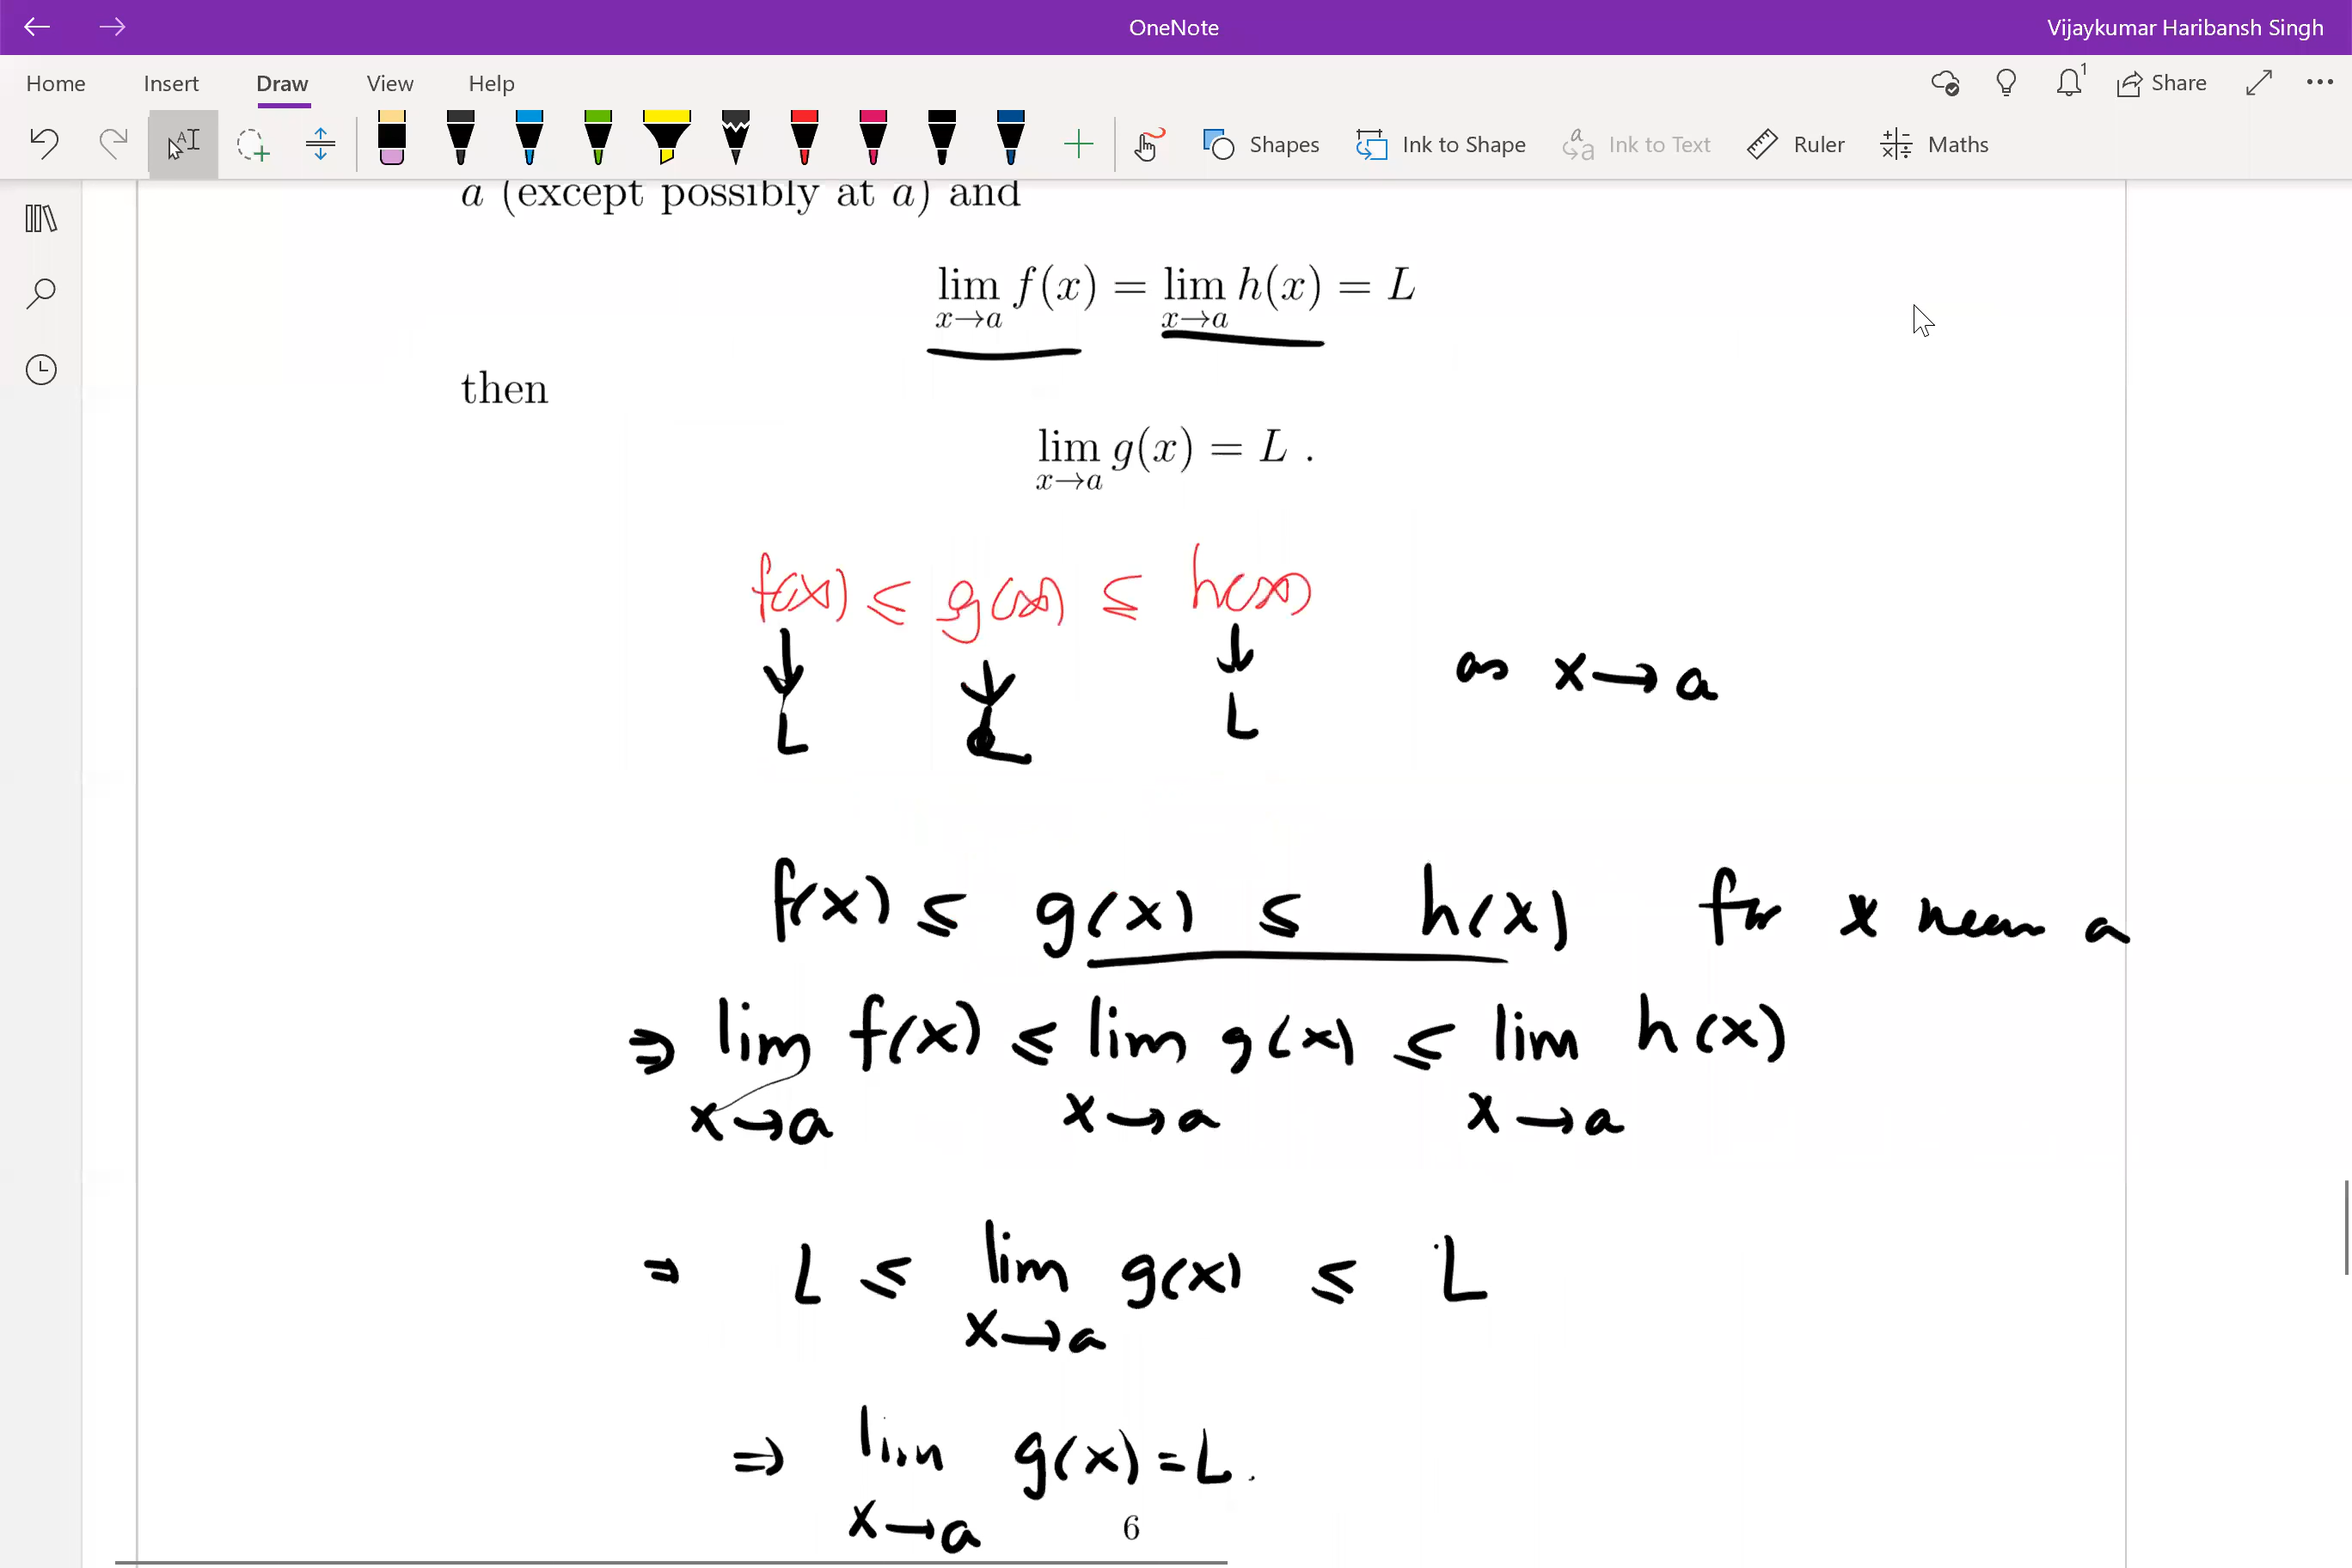 OneNote
Vijaykumar Haribansh Singh
Home Insert Draw View Help
1
Share
Shapes Ink to Shape Ink to Text Ruler Maths
a (except possibly at a) and
lim f(x) = lim h(x) = L
x→a x→a
then
lim g(x) = L .
x→a
f(x) ≤ g(x) ≤ h(x)
↓ ↓ ↓ as x→a
L L L
f(x) ≤ g(x) ≤ h(x) for x near a
⇒ lim f(x) ≤ lim g(x) ≤ lim h(x)
x→a x→a x→a
⇒ L ≤ lim g(x) ≤ L
x→a
⇒ lim g(x) = L.
x→a
6